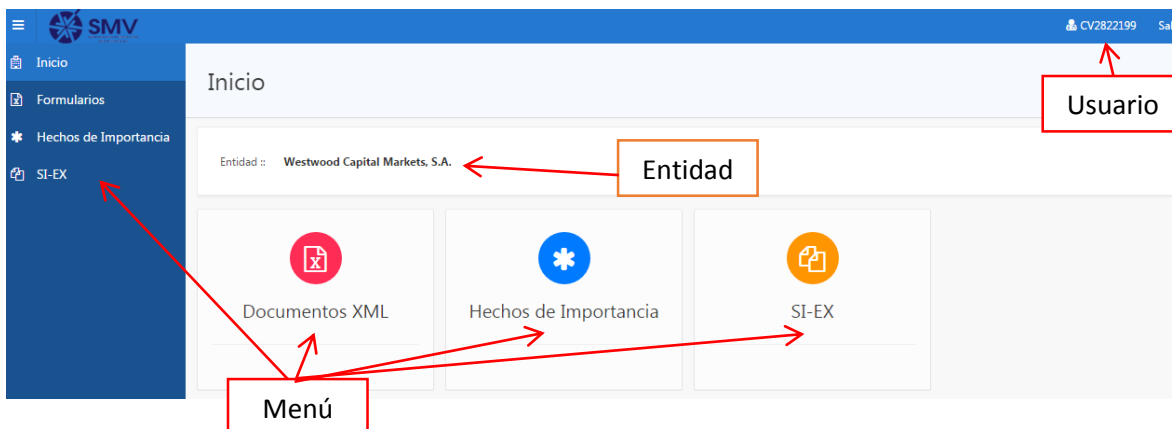 SMV
CV2822199 Sal
Inicio
Formularios
Hechos de Importancia
SI-EX
Inicio
Usuario
Entidad :: Westwood Capital Markets, S.A.
Entidad
Documentos XML
Hechos de Importancia
SI-EX
Menú